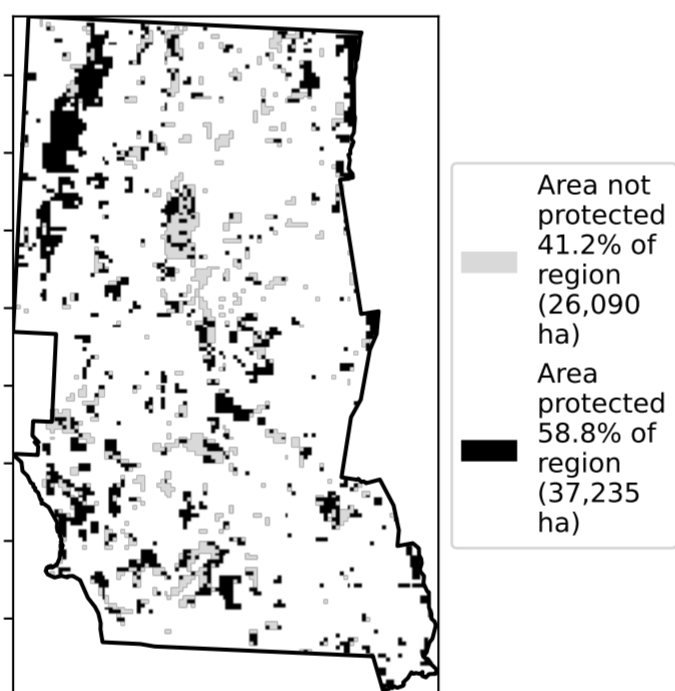 Area not
protected
41.2% of
region
(26,090
ha)
Area
protected
58.8% of
region
(37,235
ha)